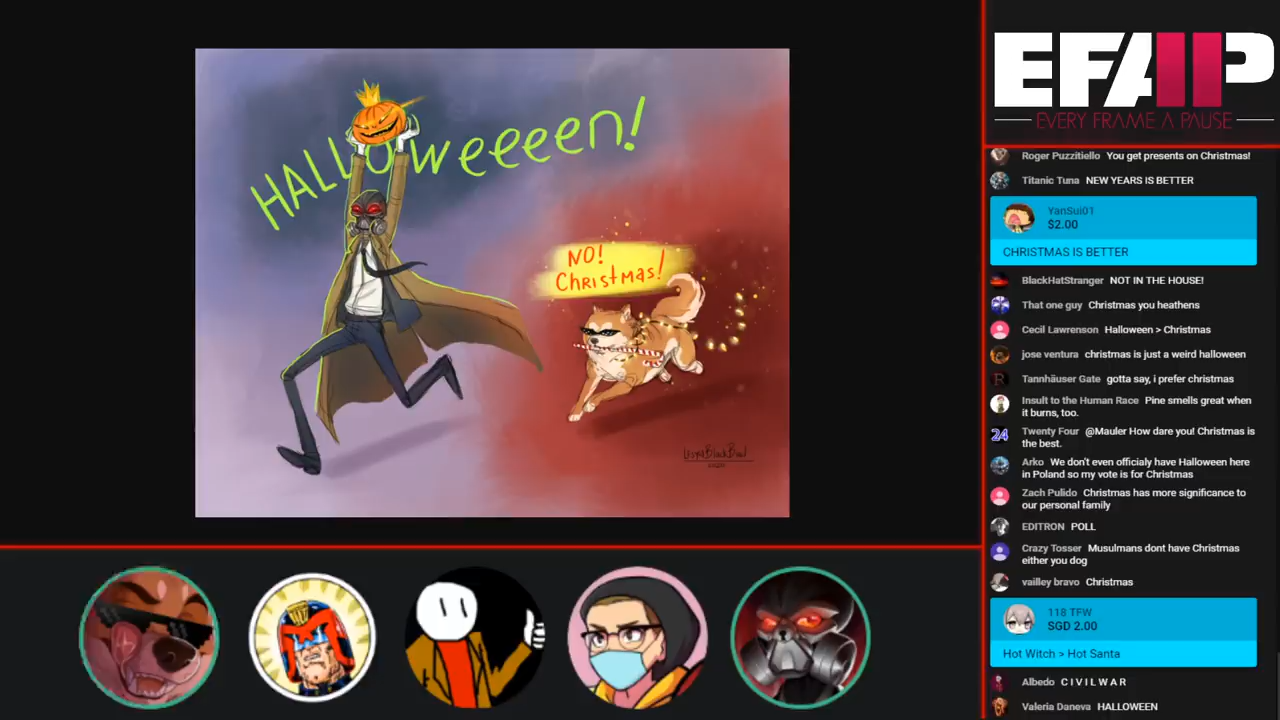 HALLOweeeen!
NO!
Christmas!
EFAP
EVERY FRAME A PAUSE
Roger Puzzitiello You get presents on Christmas!
Titanic Tuna NEW YEARS IS BETTER
YanSui01
$2.00
CHRISTMAS IS BETTER
BlackHatStranger NOT IN THE HOUSE!
That one guy Christmas you heathens
Cecil Lawrenson Halloween > Christmas
jose ventura christmas is just a weird halloween
Tannhäuser Gate gotta say, i prefer christmas
Insult to the Human Race Pine smells great when
it burns, too.
24
Twenty Four @Mauler How dare you! Christmas is
the best.
Arko We don't even officialy have Halloween here
in Poland so my vote is for Christmas
Zach Pulido Christmas has more significance to
our personal family
EDITRON POLL
Crazy Tosser Musulmans dont have Christmas
either you dog
vailley bravo Christmas
118 TFW
SGD 2.00
Hot Witch > Hot Santa
Albedo C I V I L W A R
Valeria Daneva HALLOWEEN